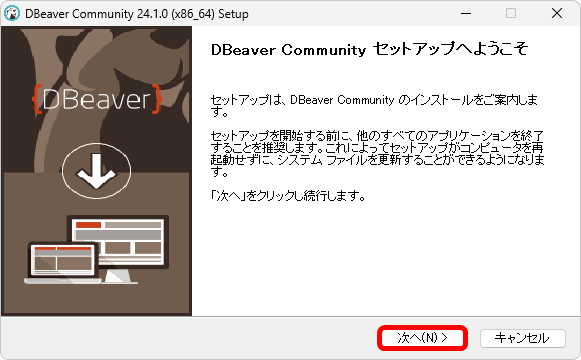 DBeaver Community 24.1.0 (x86_64) Setup
DBeaver Community セットアップへようこそ
{DBeaver}
セットアップは、DBeaver Community のインストールをご案内しま
す。
セットアップを開始する前に、他のすべてのアプリケーションを終了
することを推奨します。これによってセットアップがコンピュータを再
起動せずに、システム ファイルを更新することができるようになりま
す。
「次へ」をクリックし続行します。
次へ(N) >
キャンセル